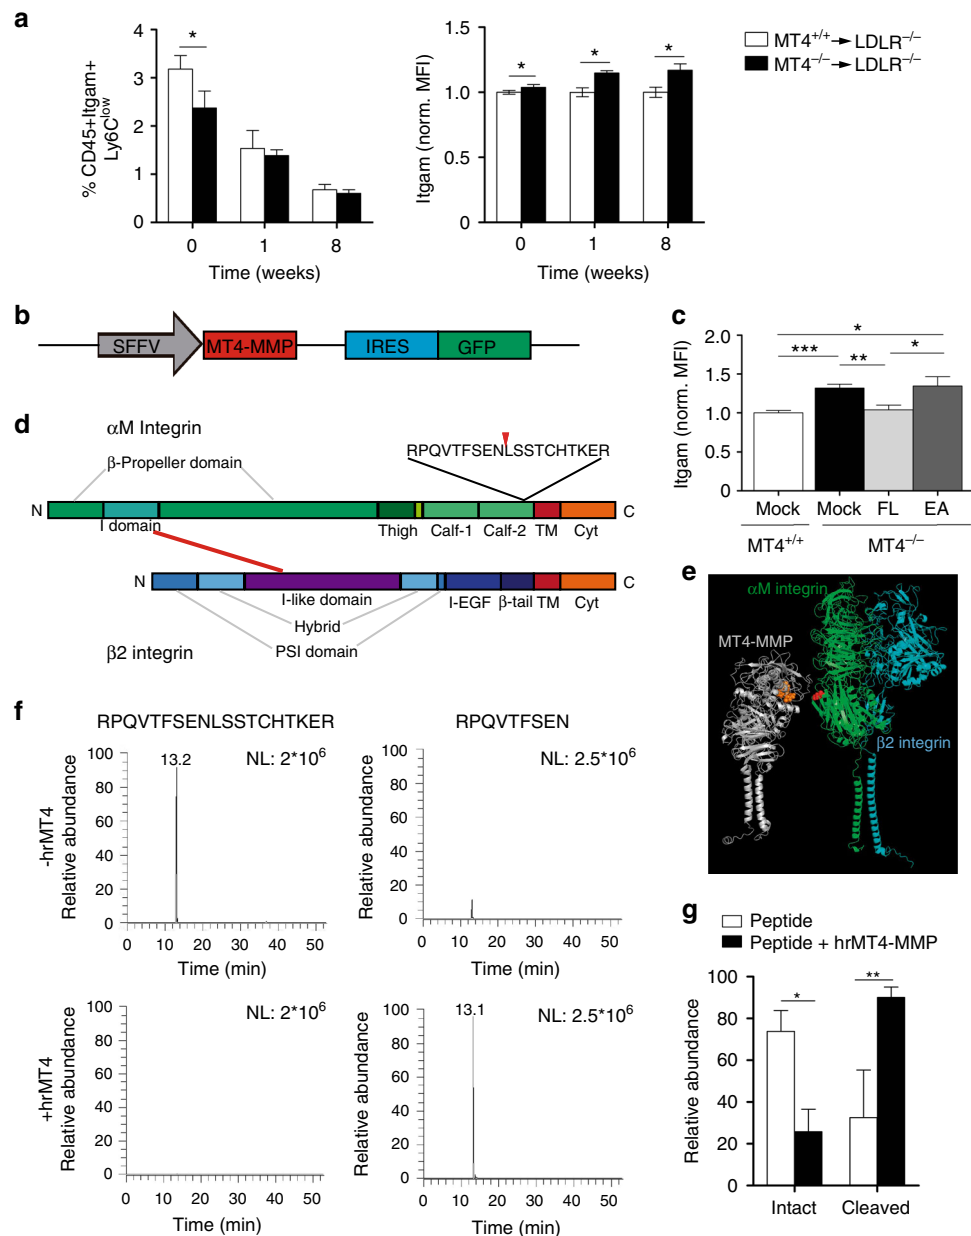 a
% CD45+Itgam+
Ly6C^low
4
3
2
1
0
*
0 1 8
Time (weeks)
Itgam (norm. MFI)
1.5
1.0
0.5
0
* * *
0 1 8
Time (weeks)
MT4+/+ → LDLR−/−
MT4−/− → LDLR−/−
b
SFFV MT4-MMP IRES GFP
c
Itgam (norm. MFI)
2.0
1.5
1.0
0.5
0
*
*** ** *
Mock Mock FL EA
MT4+/+ MT4−/−
d
αM Integrin
β-Propeller domain
RPQVTFSENLSSTCHTKER
N C
I domain Thigh Calf-1 Calf-2 TM Cyt
N C
I-like domain I-EGF β-tail TM Cyt
Hybrid
PSI domain
β2 integrin
e
αM integrin
MT4-MMP
β2 integrin
f
RPQVTFSENLSSTCHTKER
-hrMT4
Relative abundance
100
80
60
40
20
0
13.2
NL: 2*10^6
0 10 20 30 40 50
Time (min)
RPQVTFSEN
Relative abundance
100
80
60
40
20
0
NL: 2.5*10^6
0 10 20 30 40 50
Time (min)
+hrMT4
Relative abundance
100
80
60
40
20
0
NL: 2*10^6
0 10 20 30 40 50
Time (min)
Relative abundance
100
80
60
40
20
0
13.1
NL: 2.5*10^6
0 10 20 30 40 50
Time (min)
g
Peptide
Peptide + hrMT4-MMP
Relative abundance
100
80
60
40
20
0
* **
Intact Cleaved